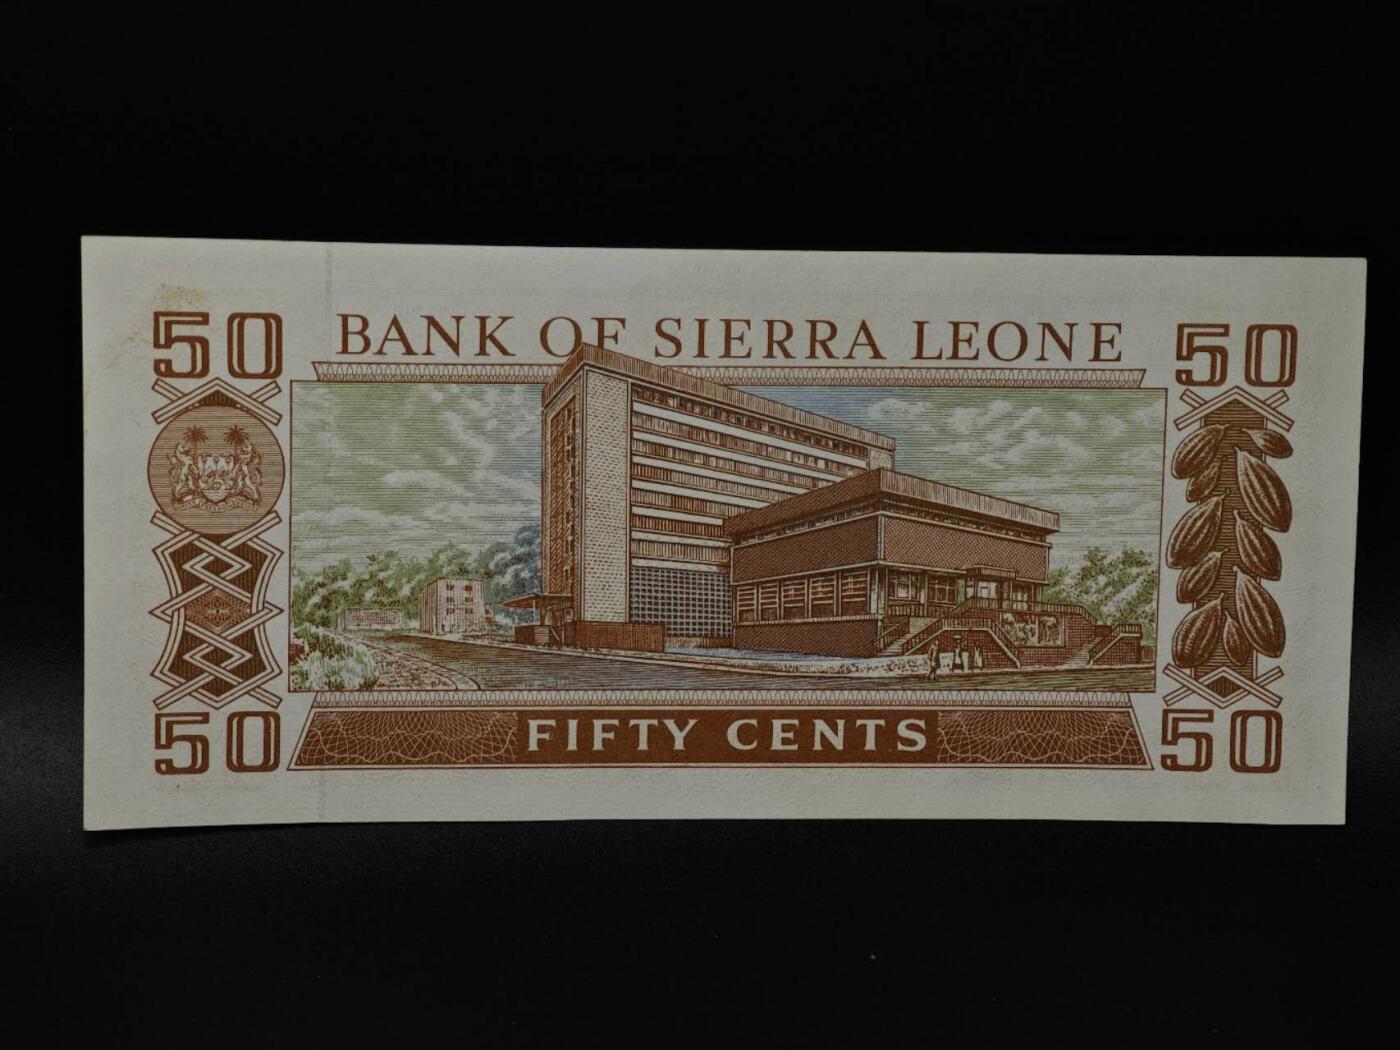 50 BANK OF SIERRA LEONE 50
50 FIFTY CENTS 50